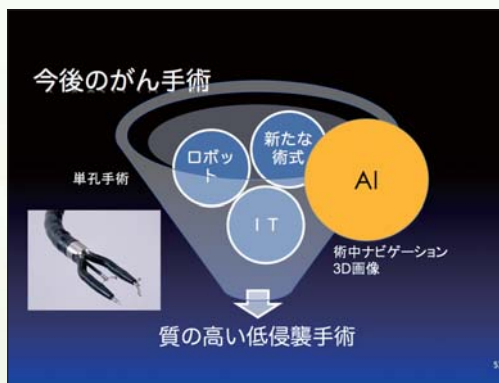 今後のがん手術
ロボッ
ト
新たな
術式
AI
単孔手術
IT
術中ナビゲーション
3D画像
質の高い低侵襲手術